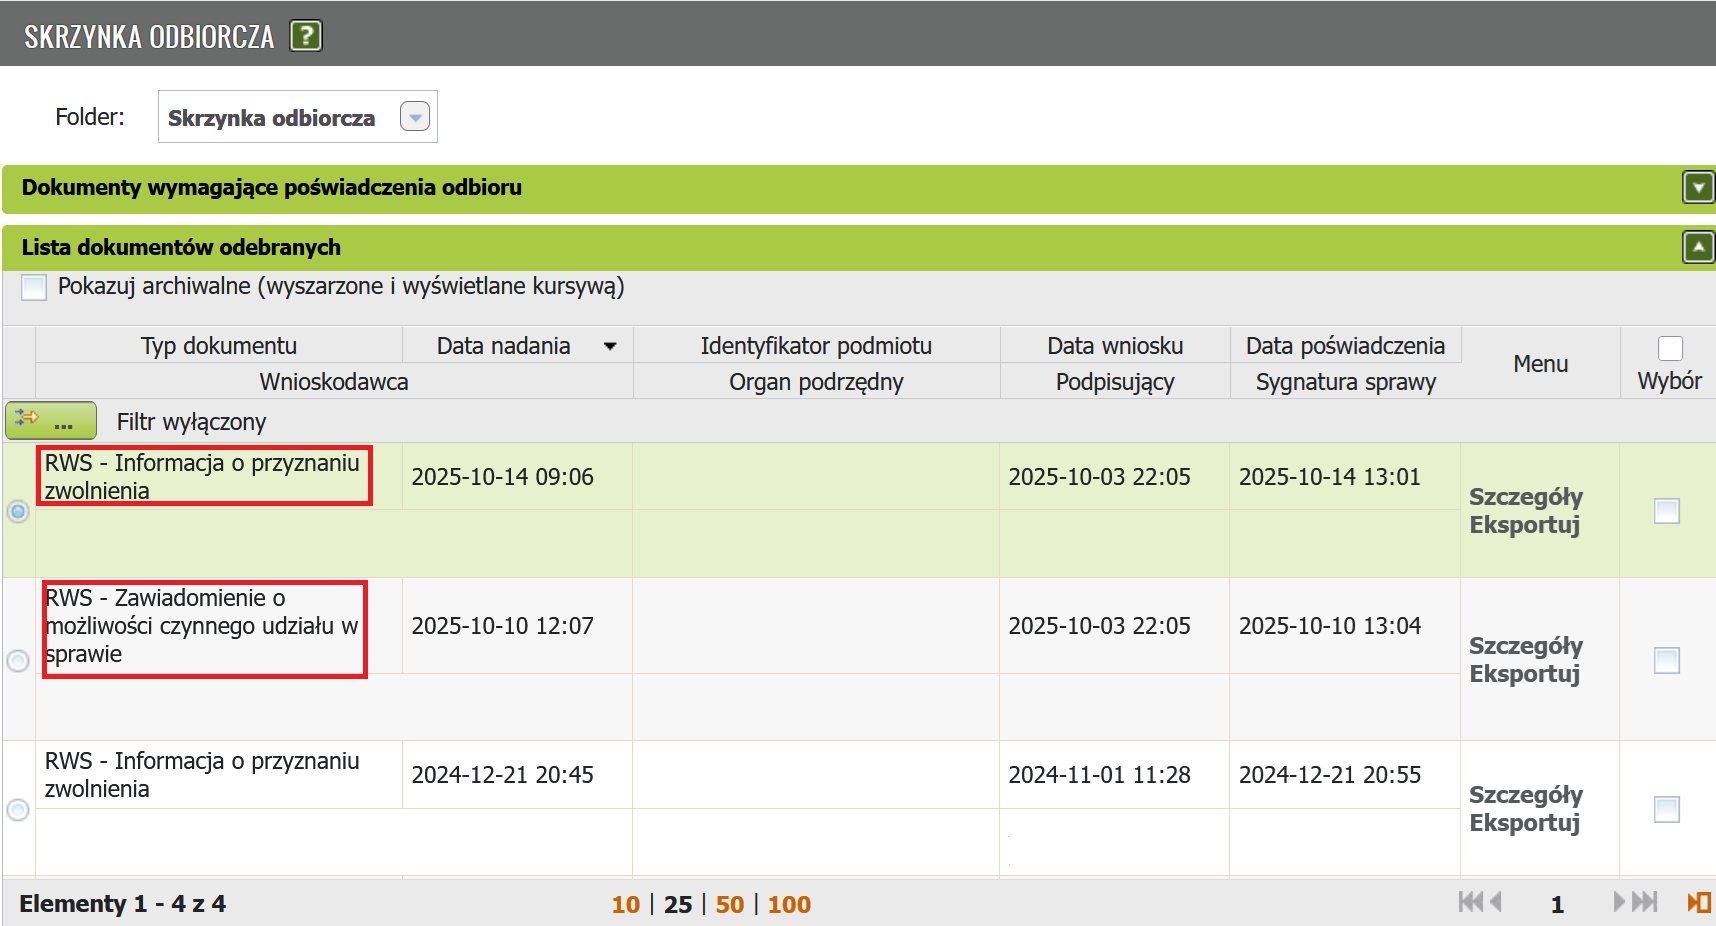 SKRZYNKA ODBIORCZA ?
Folder: Skrzynka odbiorcza
Dokumenty wymagające poświadczenia odbioru
Lista dokumentów odebranych
Pokazuj archiwalne (wyszarzone i wyświetlane kursywą)
Typ dokumentu Data nadania Identyfikator podmiotu Data wniosku Data poświadczenia Menu
Wnioskodawca Organ podrzędny Podpisujący Sygnatura sprawy Wybór
... Filtr wyłączony
RWS - Informacja o przyznaniu
zwolnienia
2025-10-14 09:06 2025-10-03 22:05 2025-10-14 13:01
Szczegóły
Eksportuj
RWS - Zawiadomienie o
możliwości czynnego udziału w
sprawie
2025-10-10 12:07 2025-10-03 22:05 2025-10-10 13:04
Szczegóły
Eksportuj
RWS - Informacja o przyznaniu
zwolnienia
2024-12-21 20:45 2024-11-01 11:28 2024-12-21 20:55
Szczegóły
Eksportuj
Elementy 1 - 4 z 4 10 | 25 | 50 | 100 1